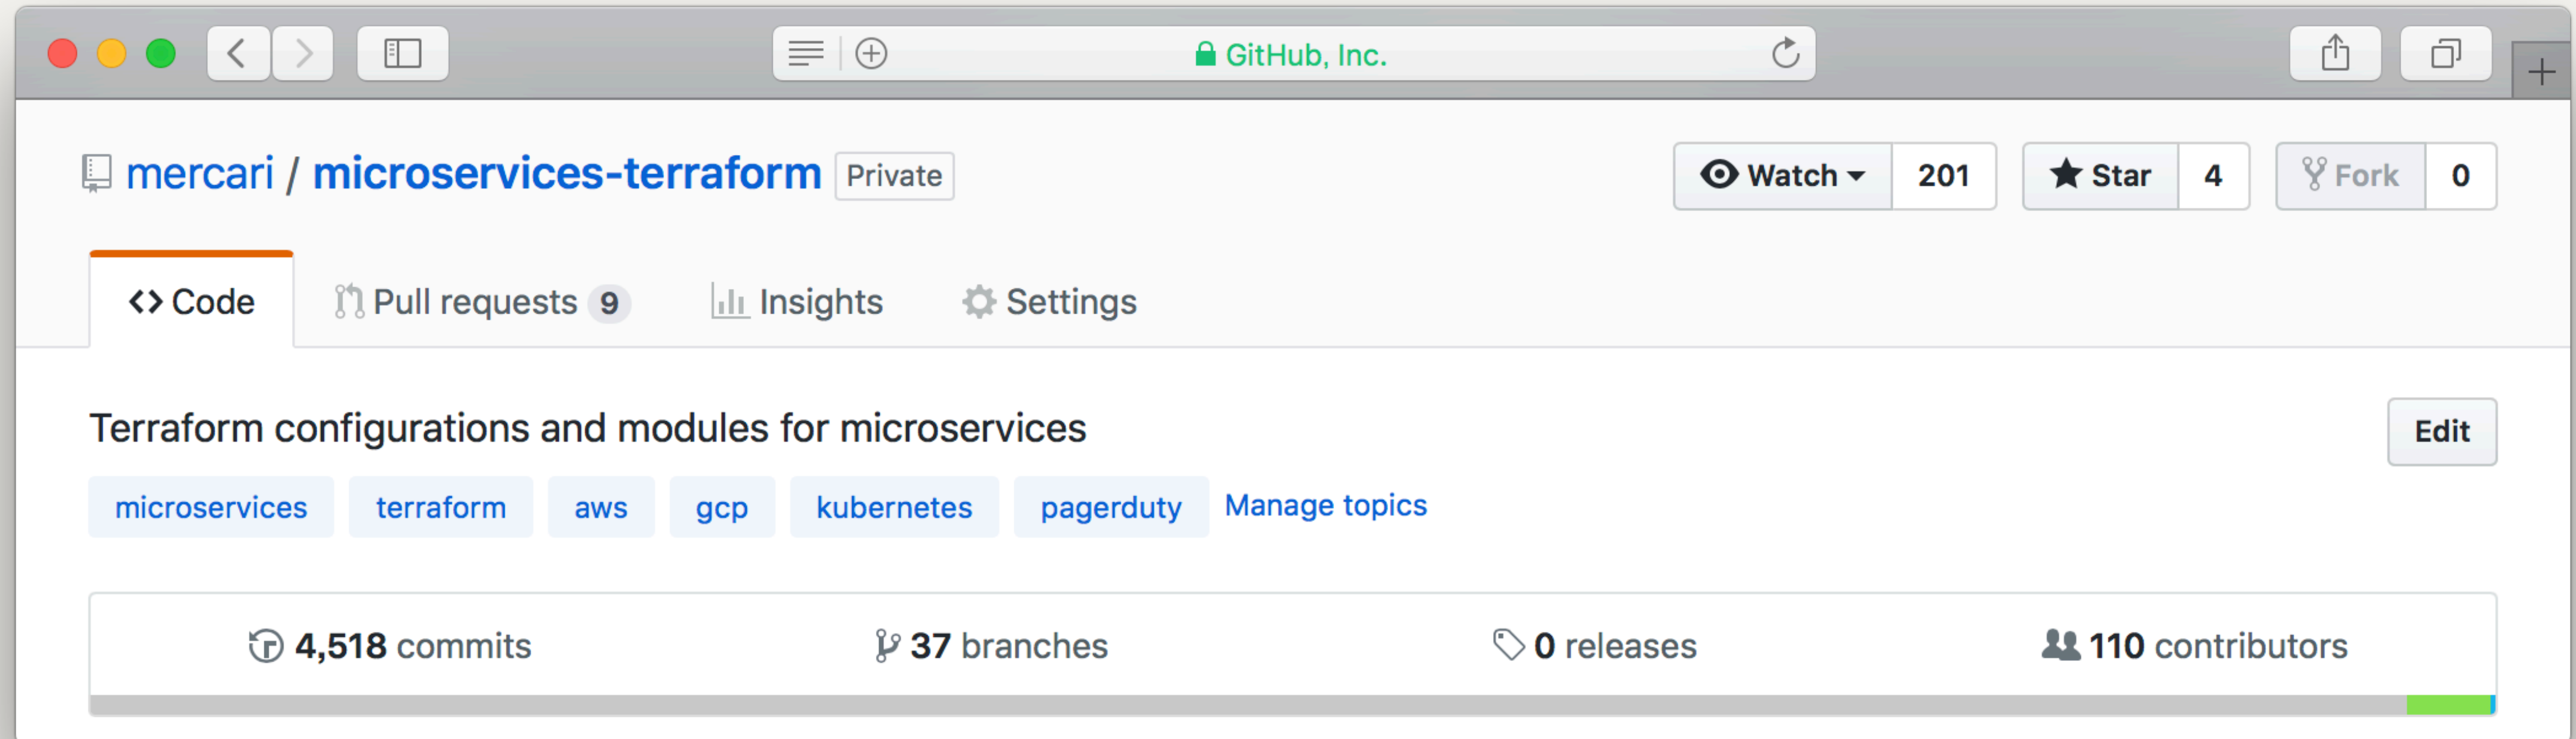 GitHub, Inc.
mercari / microservices-terraform Private Watch 201 Star 4 Fork 0
Code Pull requests 9 Insights Settings
Terraform configurations and modules for microservices Edit
microservices terraform aws gcp kubernetes pagerduty Manage topics
4,518 commits 37 branches 0 releases 110 contributors